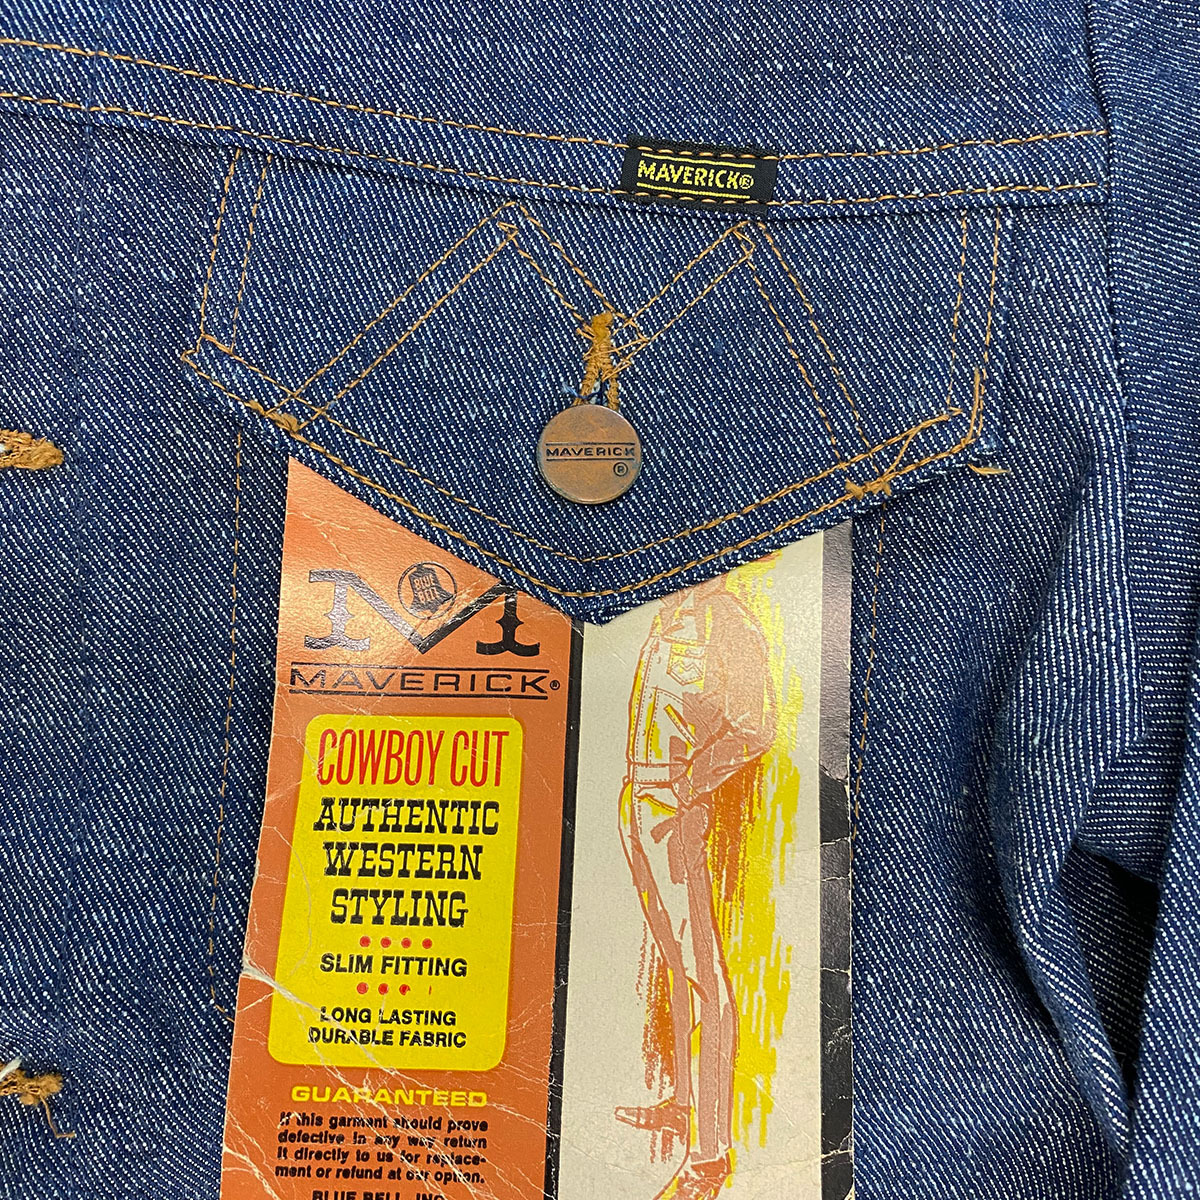 MAVERICK®
MAVERICK
®
BLUE
BELL
M
MAVERICK®
COWBOY CUT
AUTHENTIC
WESTERN
STYLING
SLIM FITTING
LONG LASTING
DURABLE FABRIC
GUARANTEED
If this garment should prove
defective in any way return
it directly to us for replace-
ment or refund at our option.
BLUE BELL, INC.